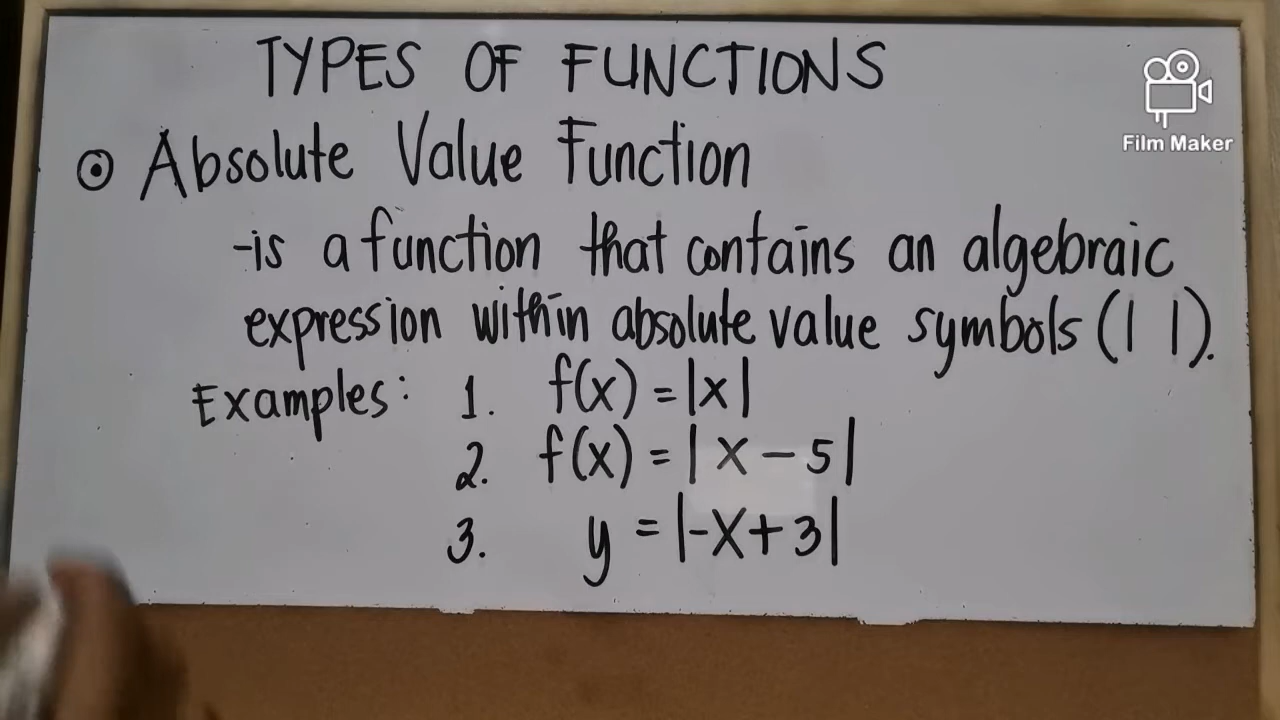 TYPES OF FUNCTIONS
Film Maker
⊙ Absolute Value Function
-is a function that contains an algebraic
expression within absolute value symbols (| |).
Examples: 1. f(x) = |x|
2. f(x) = | x - 5|
3. y = |-x+3|